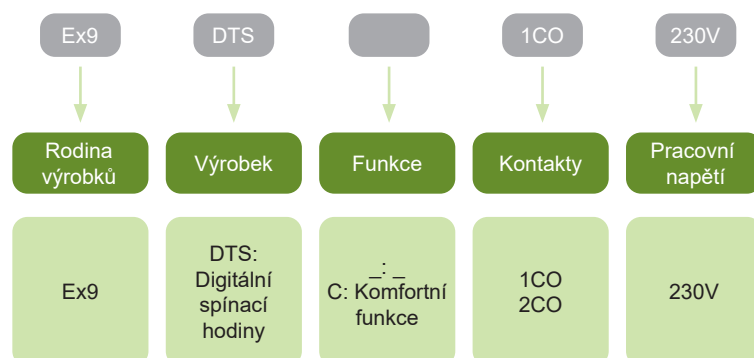 Ex9
DTS
1CO
230V
Rodina
výrobků
Výrobek
Funkce
Kontakty
Pracovní
napětí
Ex9
DTS:
Digitální
spínací
hodiny
_: _
C: Komfortní
funkce
1CO
2CO
230V